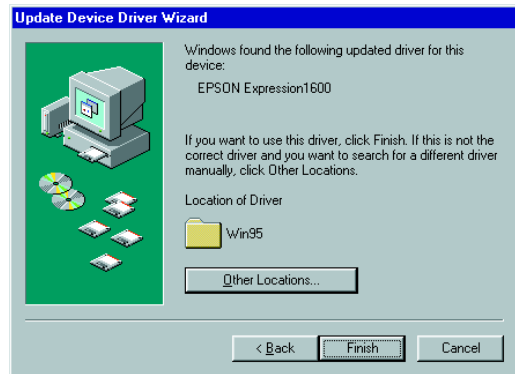 Update Device Driver Wizard
Windows found the following updated driver for this
device:
EPSON Expression1600
If you want to use this driver, click Finish. If this is not the
correct driver and you want to search for a different driver
manually, click Other Locations.
Location of Driver
Win95
Other Locations...
< Back
Finish
Cancel